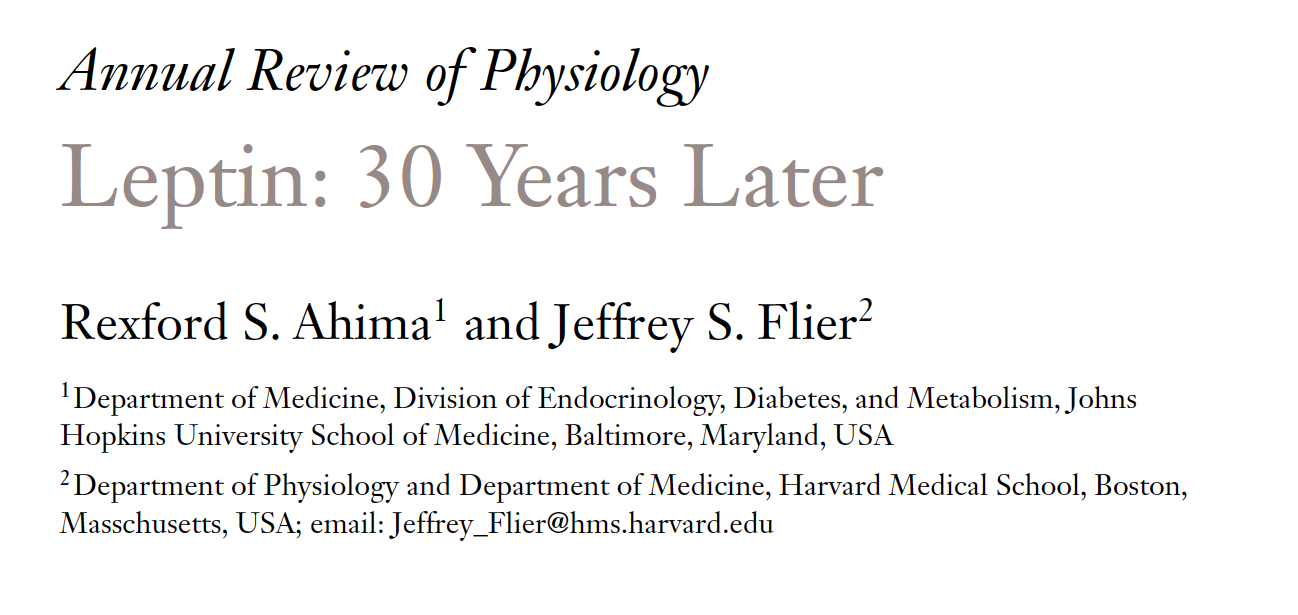 Annual Review of Physiology
Leptin: 30 Years Later
Rexford S. Ahima¹ and Jeffrey S. Flier²
¹Department of Medicine, Division of Endocrinology, Diabetes, and Metabolism, Johns
Hopkins University School of Medicine, Baltimore, Maryland, USA
²Department of Physiology and Department of Medicine, Harvard Medical School, Boston,
Masschusetts, USA; email: Jeffrey_Flier@hms.harvard.edu